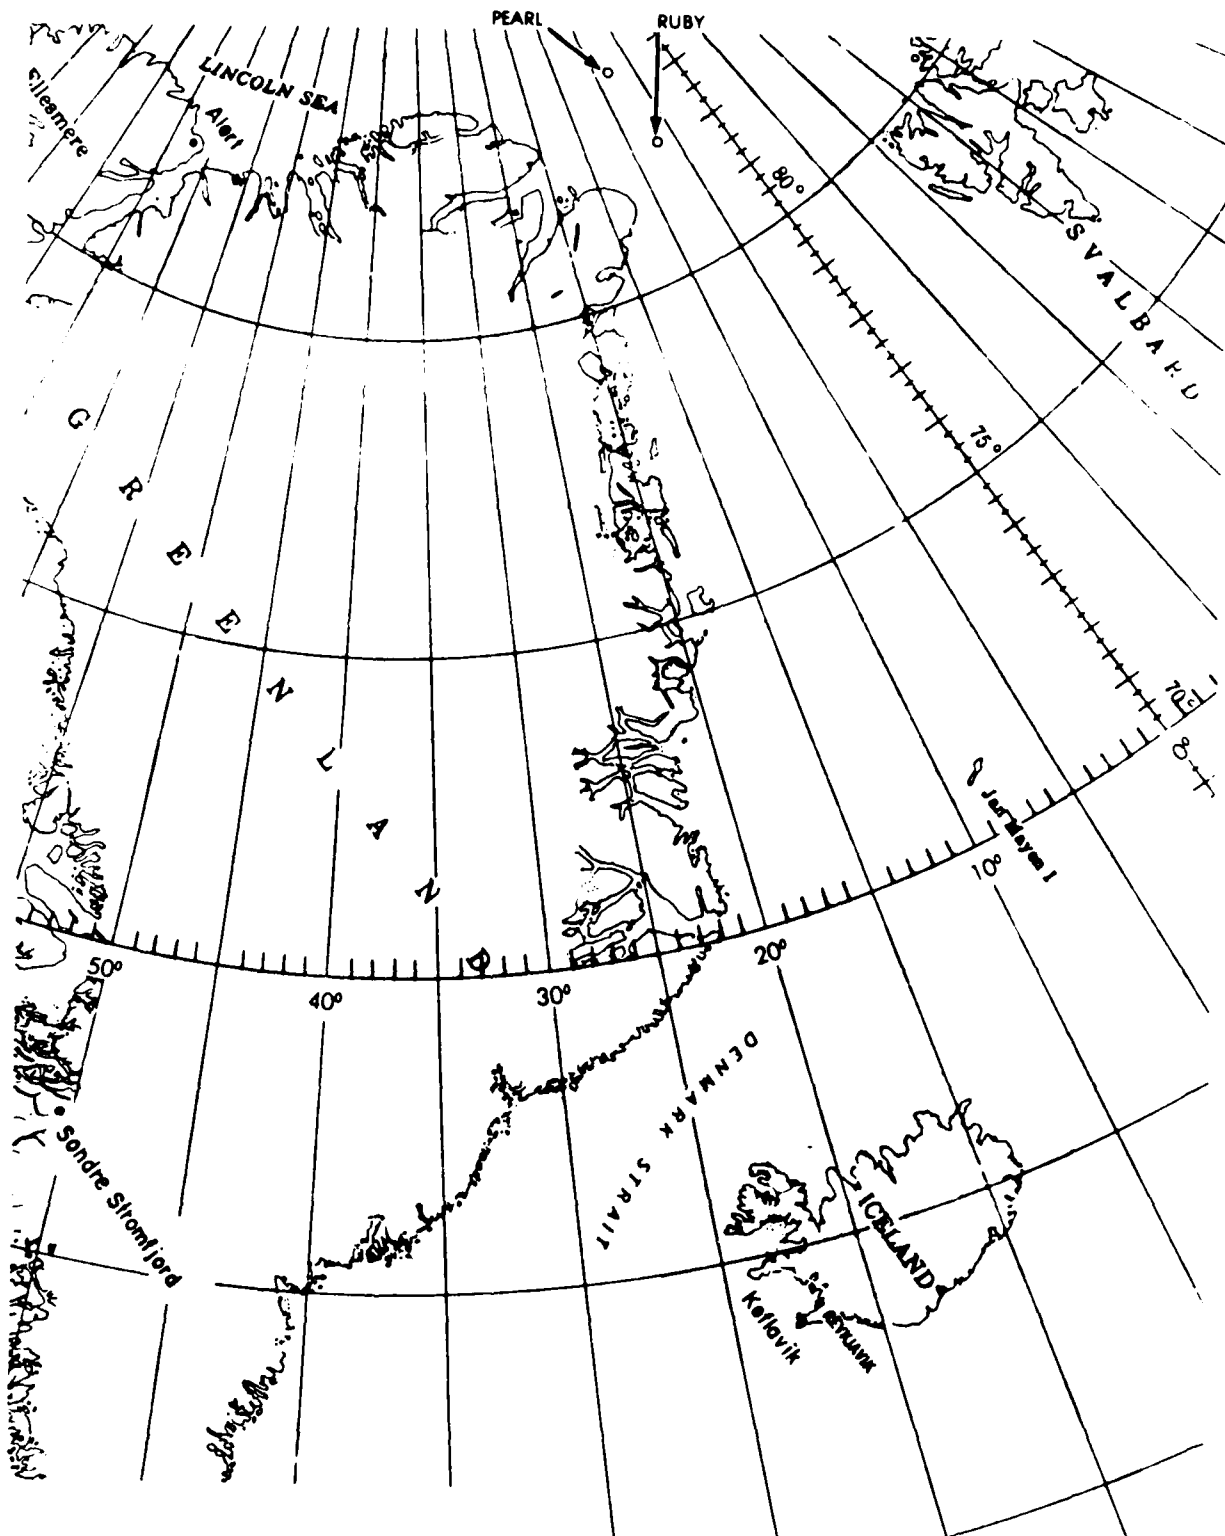 PEARL
RUBY
LINCOLN SEA
Alert
80°
SVALBARD
GREENLAND
75°
70°
0°
Jan Mayen I
10°
20°
30°
40°
50°
DENMARK STRAIT
Sondre Stromfjord
ICELAND
Keflavik